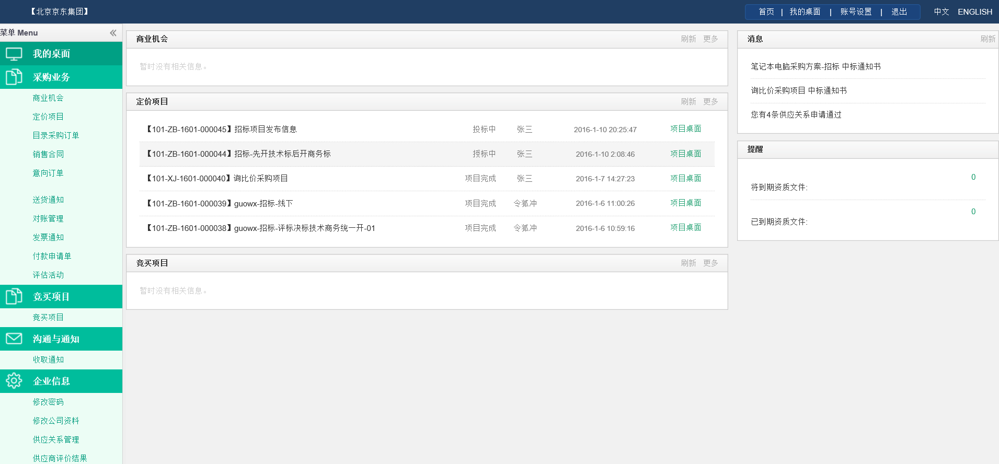 【北京京东集团】
首页 | 我的桌面 | 账号设置 | 退出 中文 ENGLISH
菜单 Menu
我的桌面
采购业务
商业机会
定价项目
目录采购订单
销售合同
意向订单
送货通知
对账管理
发票通知
付款申请单
评估活动
竞买项目
竞买项目
沟通与通知
收取通知
企业信息
修改密码
修改公司资料
供应关系管理
供应商评价结果
商业机会 刷新 更多
暂时没有相关信息。
定价项目 刷新 更多
【101-ZB-1601-000045】招标项目发布信息 投标中 张三 2016-1-10 20:25:47 项目桌面
【101-ZB-1601-000044】招标-先开技术标后开商务标 授标中 张三 2016-1-10 2:08:46 项目桌面
【101-XJ-1601-000040】询比价采购项目 项目完成 张三 2016-1-7 14:27:23 项目桌面
【101-ZB-1601-000039】guowx-招标-线下 项目完成 令狐冲 2016-1-6 11:00:26 项目桌面
【101-ZB-1601-000038】guowx-招标-评标决标技术商务统一开-01 项目完成 令狐冲 2016-1-6 10:59:16 项目桌面
竞买项目 刷新 更多
暂时没有相关信息。
消息 刷新
笔记本电脑采购方案-招标 中标通知书
询比价采购项目 中标通知书
您有4条供应关系申请通过
提醒
0
将到期资质文件:
0
已到期资质文件: